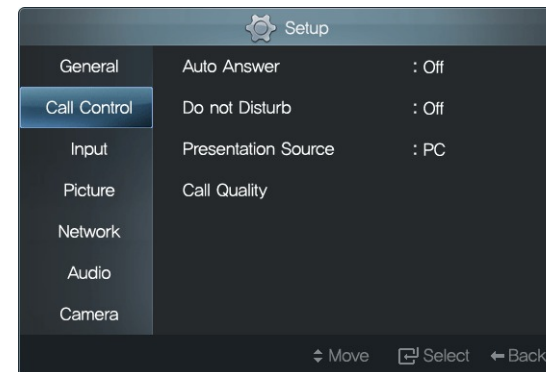 Setup
General
Call Control
Input
Picture
Network
Audio
Camera
Auto Answer : Off
Do not Disturb : Off
Presentation Source : PC
Call Quality
Move Select Back